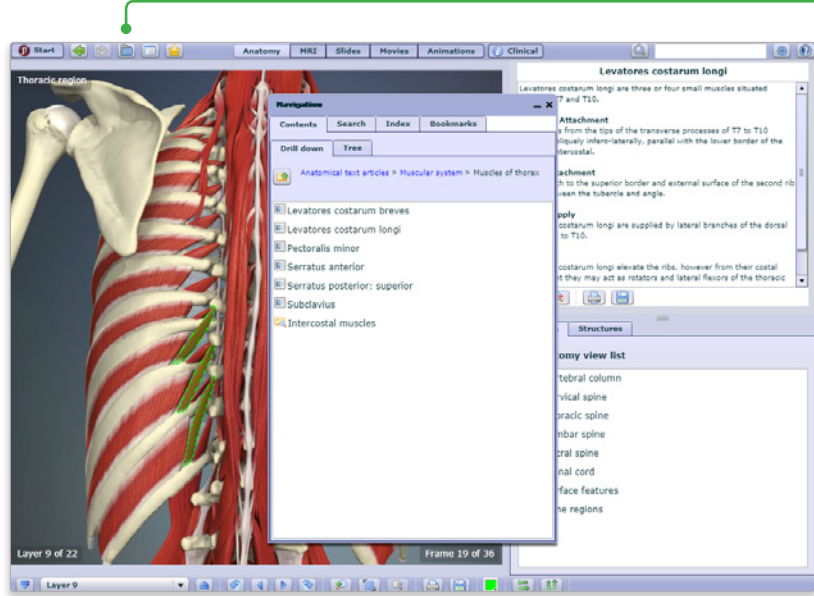 Start
Anatomy MRI Slides Movies Animations Clinical
Thoracic region
Levatores costarum longi
Levatores costarum longi are three or four small muscles situated
T7 and T10.
Attachment
s from the tips of the transverse processes of T7 to T10
bliquely infero-laterally, parallel with the lower border of the
ntercostal.
tachment
ch to the superior border and external surface of the second rib
ween the tubercle and angle.
pply
costarum longi are supplied by lateral branches of the dorsal
to T10.
costarum longi elevate the ribs, however from their costal
t they may act as rotators and lateral flexors of the thoracic
Navigation
Contents Search Index Bookmarks
Drill down Tree
Anatomical text articles > Muscular system > Muscles of thorax
Levatores costarum breves
Levatores costarum longi
Pectoralis minor
Serratus anterior
Serratus posterior: superior
Subclavius
Intercostal muscles
Structures
omy view list
rtebral column
rvical spine
oracic spine
mbar spine
cral spine
nal cord
rface features
ne regions
Layer 9 of 22
Frame 19 of 36
Layer 9